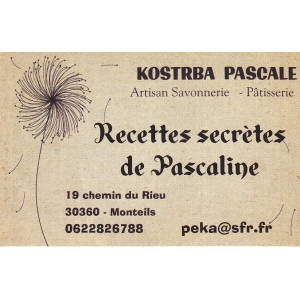 KOSTRBA PASCALE
Artisan Savonnerie - Pâtisserie
Recettes secrètes
de Pascaline
19 chemin du Rieu
30360 - Monteils
0622826788 peka@sfr.fr